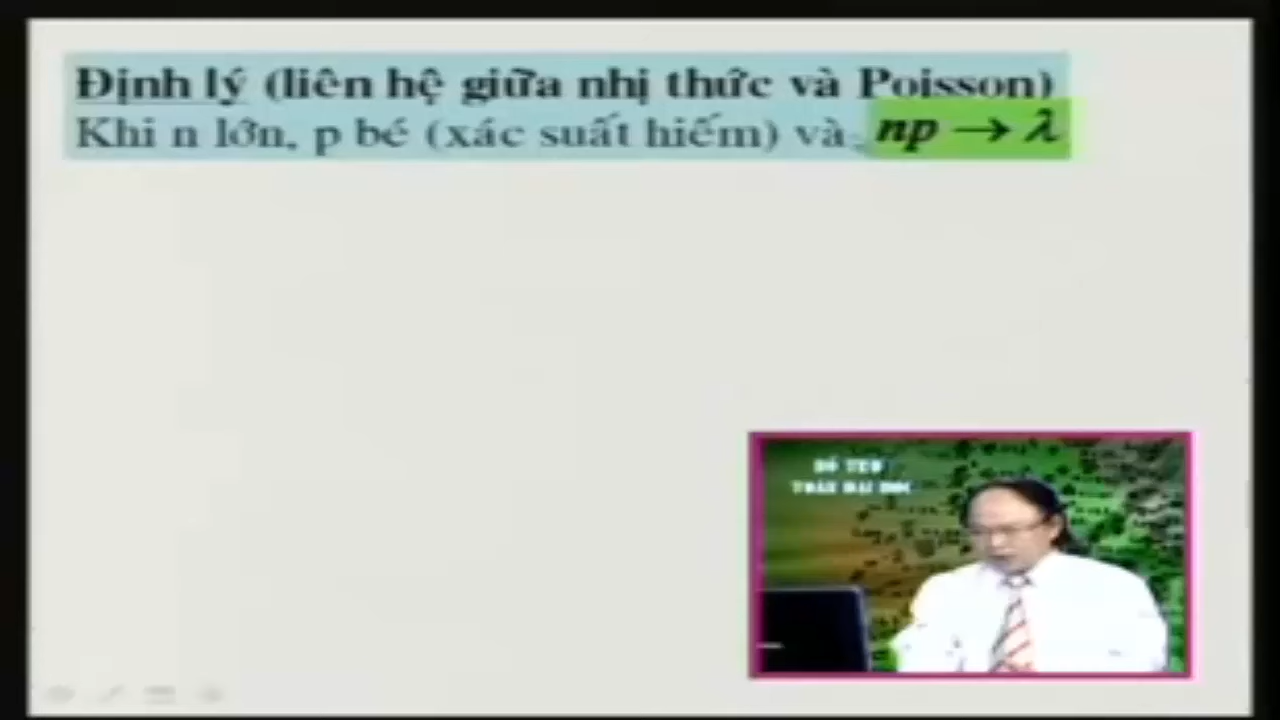 Định lý (liên hệ giữa nhị thức và Poisson)
Khi n lớn, p bé (xác suất hiếm) và np → λ